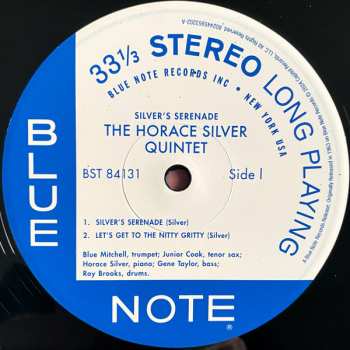 33 1/3 STEREO LONG PLAYING
BLUE NOTE RECORDS INC • NEW YORK USA
SILVER'S SERENADE
THE HORACE SILVER
QUINTET
BST 84131 Side I
1. SILVER'S SERENADE (Silver)
2. LET'S GET TO THE NITTY GRITTY (Silver)
Blue Mitchell, trumpet; Junior Cook, tenor sax;
Horace Silver, piano; Gene Taylor, bass;
Roy Brooks, drums.
BLUE
NOTE ®